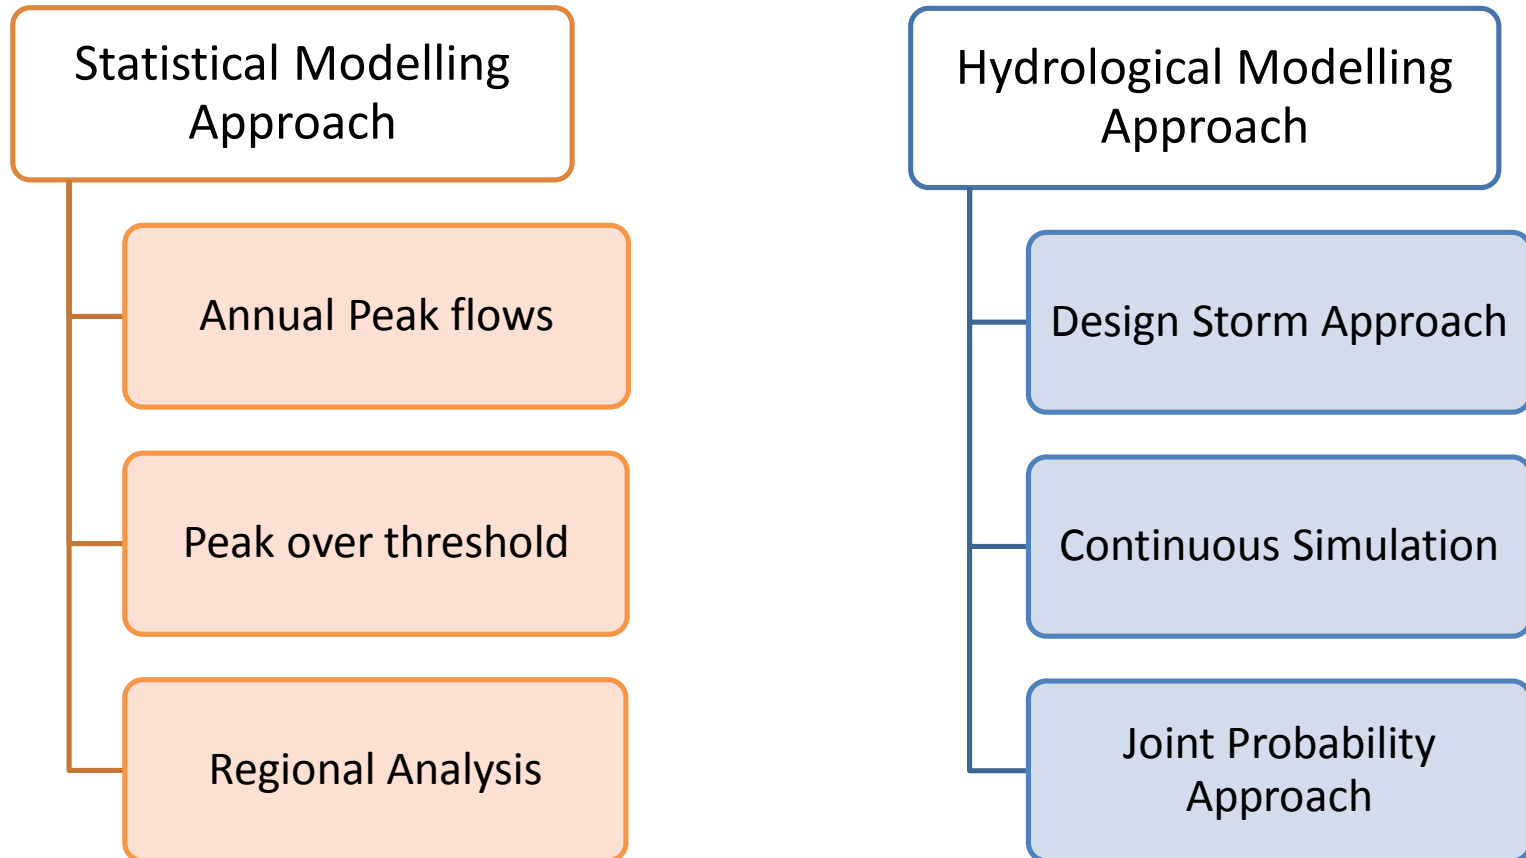 Statistical Modelling
Approach
Annual Peak flows
Peak over threshold
Regional Analysis
Hydrological Modelling
Approach
Design Storm Approach
Continuous Simulation
Joint Probability
Approach